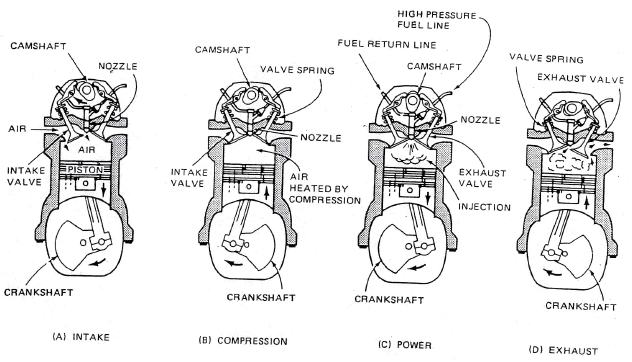 CAMSHAFT
NOZZLE
AIR
AIR
INTAKE
VALVE
PISTON
CRANKSHAFT
(A) INTAKE
CAMSHAFT
VALVE SPRING
NOZZLE
INTAKE
VALVE
AIR
HEATED BY
COMPRESSION
CRANKSHAFT
(B) COMPRESSION
HIGH PRESSURE
FUEL LINE
FUEL RETURN LINE
CAMSHAFT
NOZZLE
EXHAUST
VALVE
INJECTION
CRANKSHAFT
(C) POWER
VALVE SPRING
EXHAUST VALVE
CRANKSHAFT
(D) EXHAUST